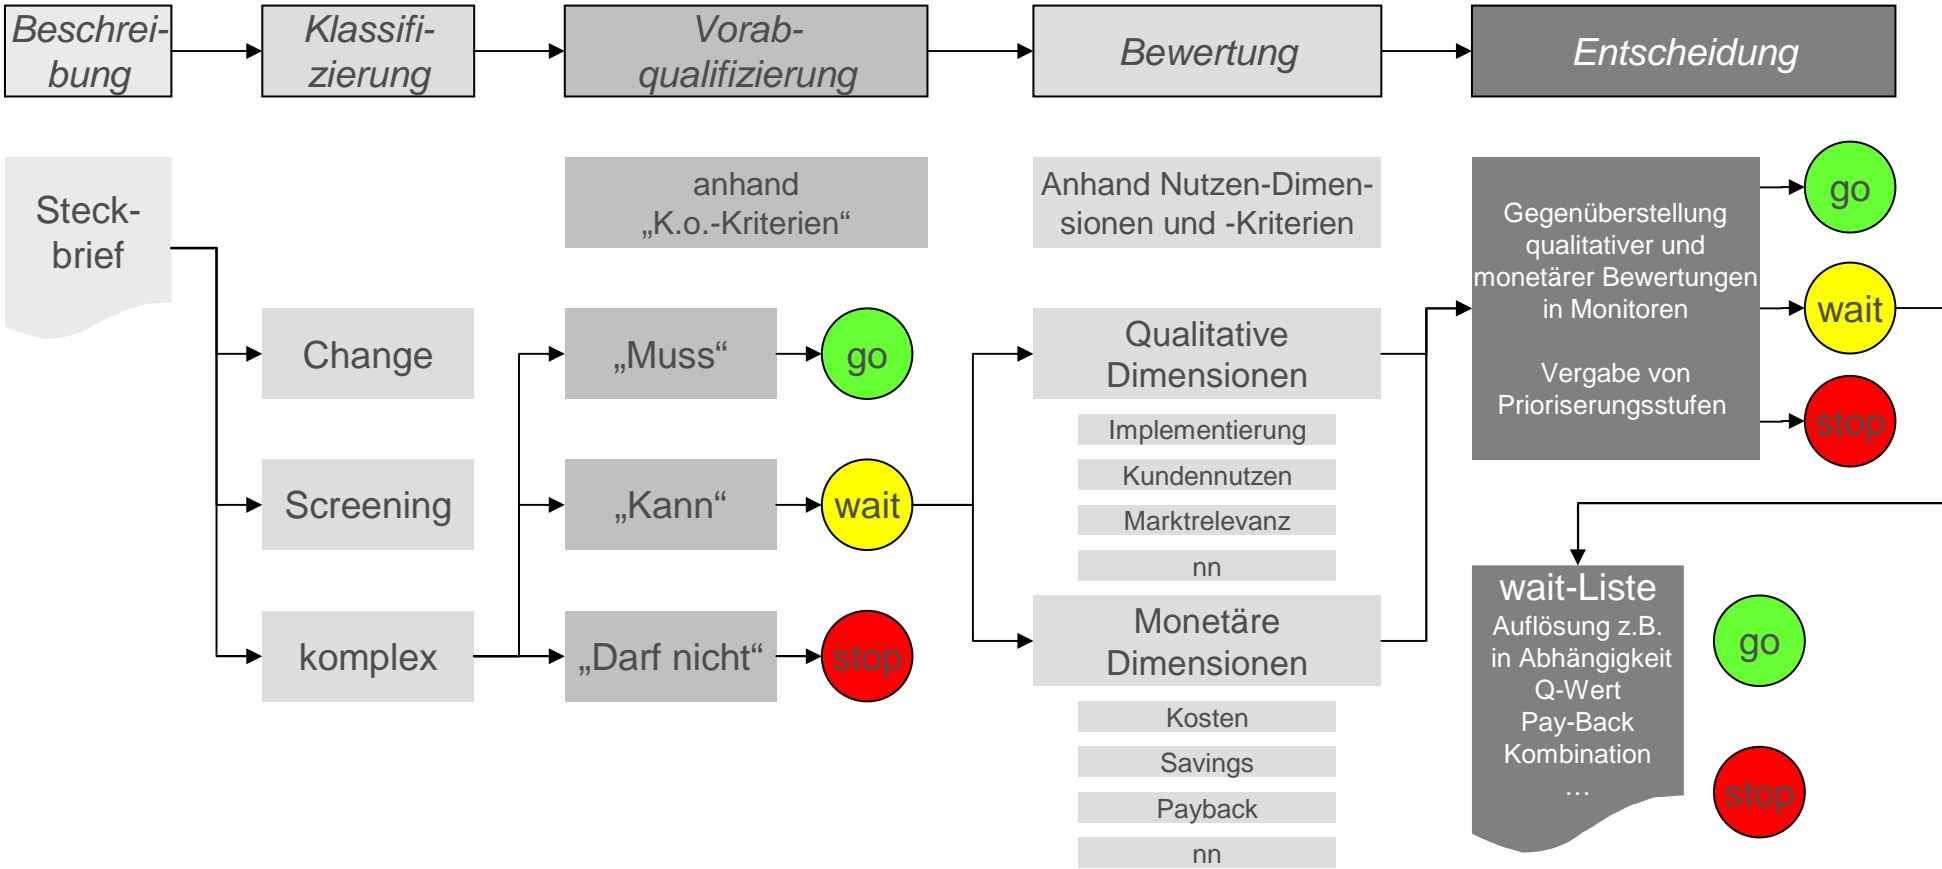 Beschrei-
bung
Klassifi-
zierung
Vorab-
qualifizierung
Bewertung
Entscheidung
Steck-
brief
Change
Screening
komplex
anhand
„K.o.-Kriterien“
„Muss“
go
„Kann“
wait
„Darf nicht“
stop
Anhand Nutzen-Dimen-
sionen und -Kriterien
Qualitative
Dimensionen
Implementierung
Kundennutzen
Marktrelevanz
nn
Monetäre
Dimensionen
Kosten
Savings
Payback
nn
Gegenüberstellung
qualitativer und
monetärer Bewertungen
in Monitoren
Vergabe von
Prioriserungsstufen
go
wait
stop
wait-Liste
Auflösung z.B.
in Abhängigkeit
Q-Wert
Pay-Back
Kombination
…
go
stop